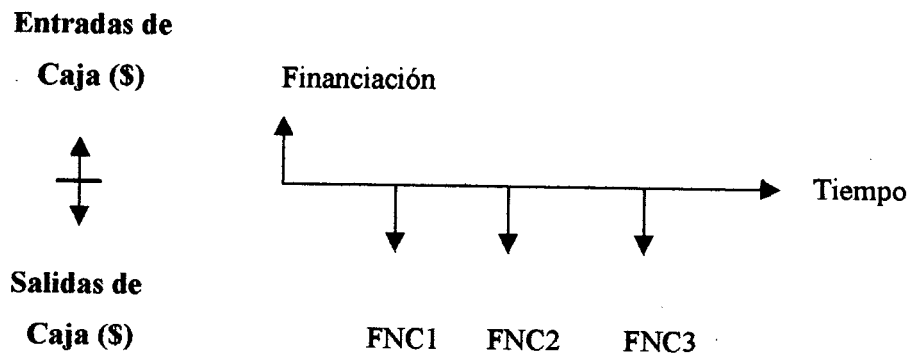 Entradas de
Caja ($)
Financiación
Tiempo
Salidas de
Caja ($)
FNC1 FNC2 FNC3